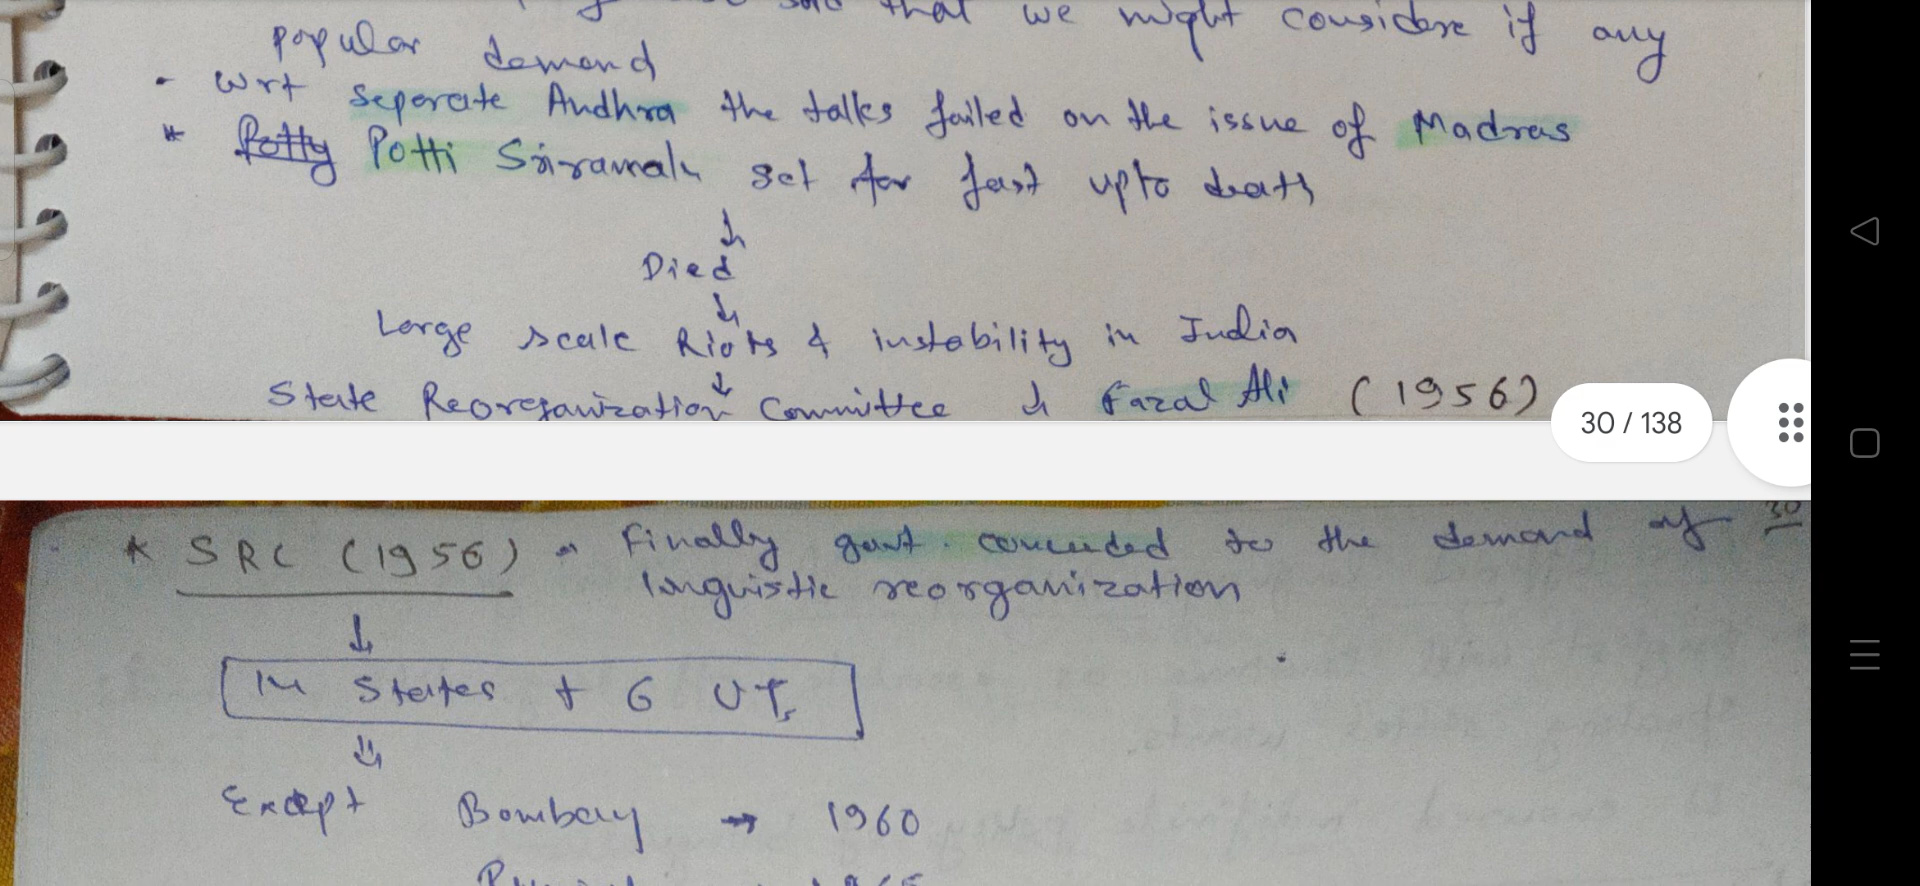 that we might consider if any
popular demand
- wrt seperate Andhra the talks failed on the issue of Madras
* Potty Potti Sriramalu set for fast upto death
↓
Died
↓
Large scale Riots & instability in India
↓
State Reorganization Committee Fazal Ali (1956)
30 / 138
30
* SRC (1956) → Finally govt. conceeded to the demand of
linguistic reorganization
↓
14 States + 6 UTs
⇓
Except Bombay → 1960